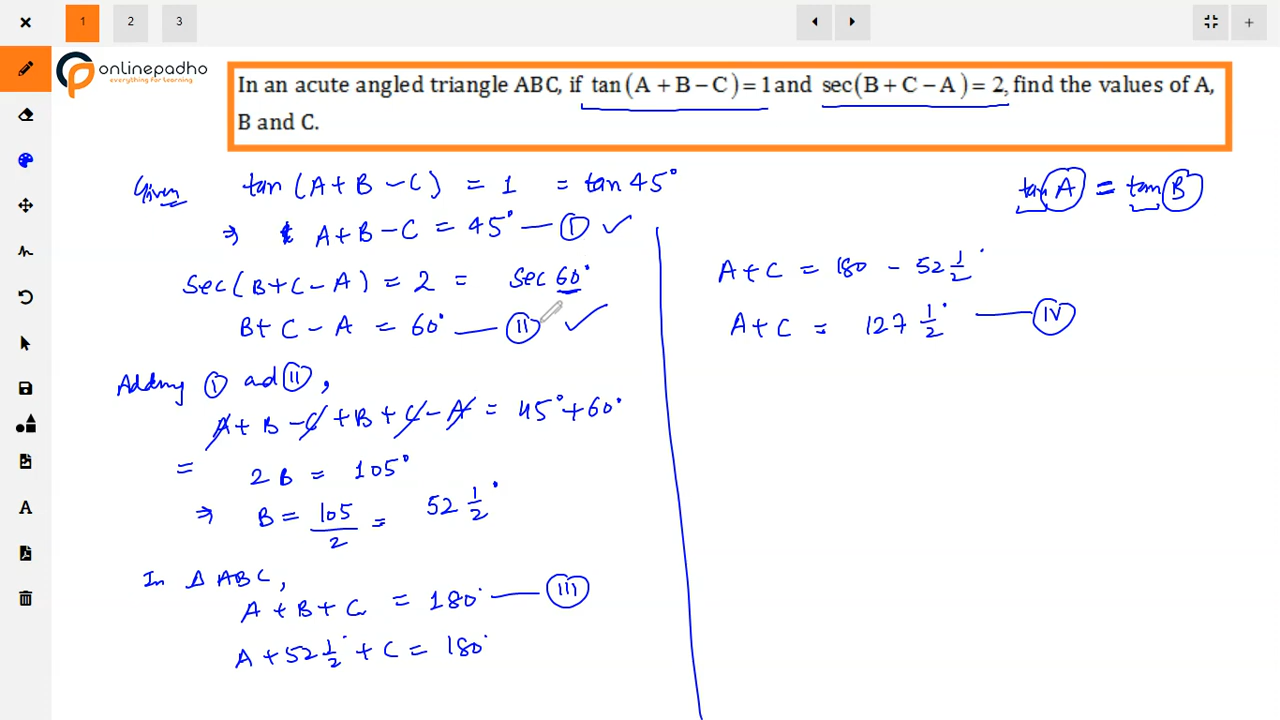 1 2 3
onlinepadho
everything for learning
In an acute angled triangle ABC, if tan(A+B−C)=1 and sec(B+C−A)=2, find the values of A,
B and C.
Given tan(A+B−C) = 1 = tan 45°
⇒ A+B−C = 45° — (I) ✓
sec(B+C−A) = 2 = sec 60°
B+C−A = 60° — (II) ✓
Adding (I) ad (II),
A+B−C+B+C−A = 45°+60°
= 2B = 105°
⇒ B = 105/2 = 52 1/2°
In Δ ABC,
A+B+C = 180° — (III)
A+52 1/2°+C = 180°
tan A = tan B
A+C = 180 − 52 1/2°
A+C = 127 1/2° — (IV)
A